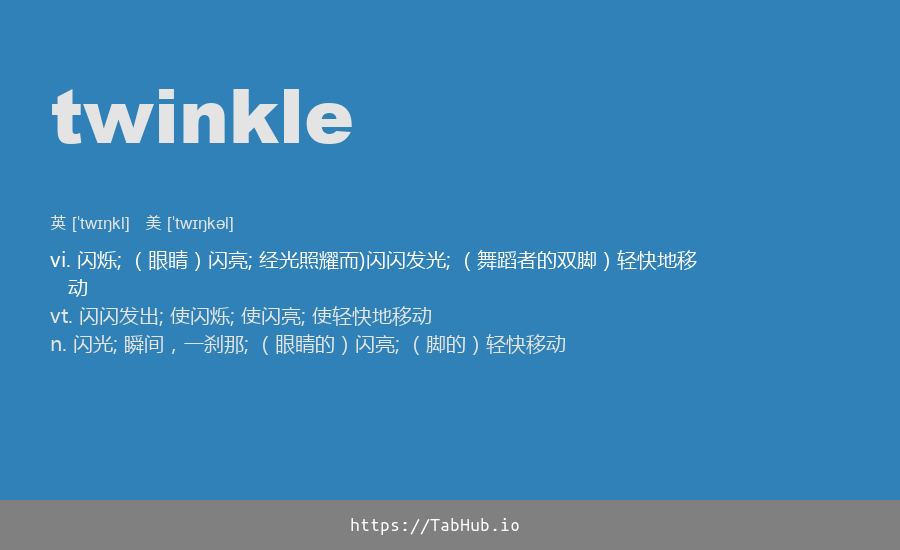 twinkle
英 [ˈtwɪŋkl] 美 [ˈtwɪŋkəl]
vi. 闪烁; （眼睛）闪亮; 经光照耀而)闪闪发光; （舞蹈者的双脚）轻快地移
动
vt. 闪闪发出; 使闪烁; 使闪亮; 使轻快地移动
n. 闪光; 瞬间，一刹那; （眼睛的）闪亮; （脚的）轻快移动
https://TabHub.io